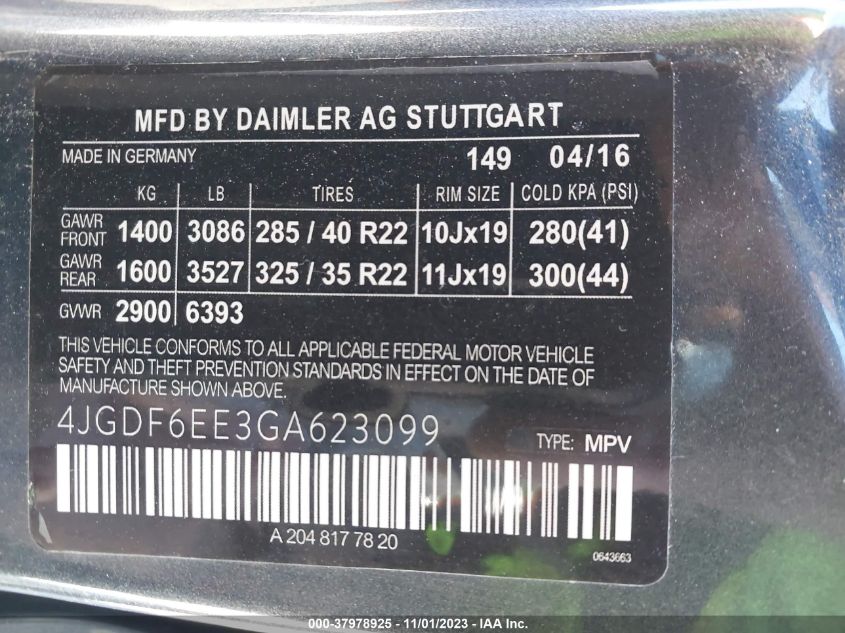 MFD BY DAIMLER AG STUTTGART
MADE IN GERMANY 149 04/16
KG LB TIRES RIM SIZE COLD KPA (PSI)
GAWR FRONT 1400 3086 285 / 40 R22 10Jx19 280(41)
GAWR REAR 1600 3527 325 / 35 R22 11Jx19 300(44)
GVWR 2900 6393
THIS VEHICLE CONFORMS TO ALL APPLICABLE FEDERAL MOTOR VEHICLE
SAFETY AND THEFT PREVENTION STANDARDS IN EFFECT ON THE DATE OF
MANUFACTURE SHOWN ABOVE.
4JGDF6EE3GA623099 TYPE: MPV
A 204 817 78 20
0643663
000-37978925 - 11/01/2023 - IAA Inc.